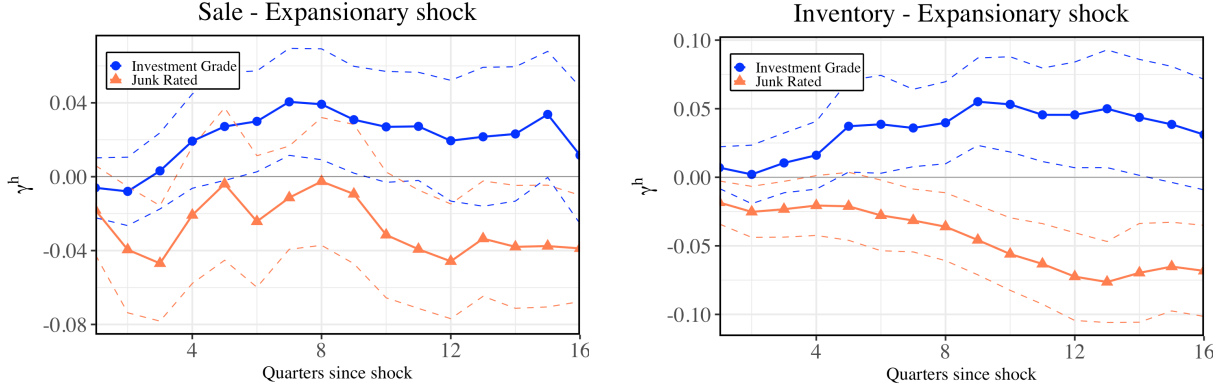 Sale - Expansionary shock
Investment Grade
Junk Rated
0.04
0.00
-0.04
-0.08
γh
4
8
12
16
Quarters since shock
Inventory - Expansionary shock
Investment Grade
Junk Rated
0.10
0.05
0.00
-0.05
-0.10
γh
4
8
12
16
Quarters since shock